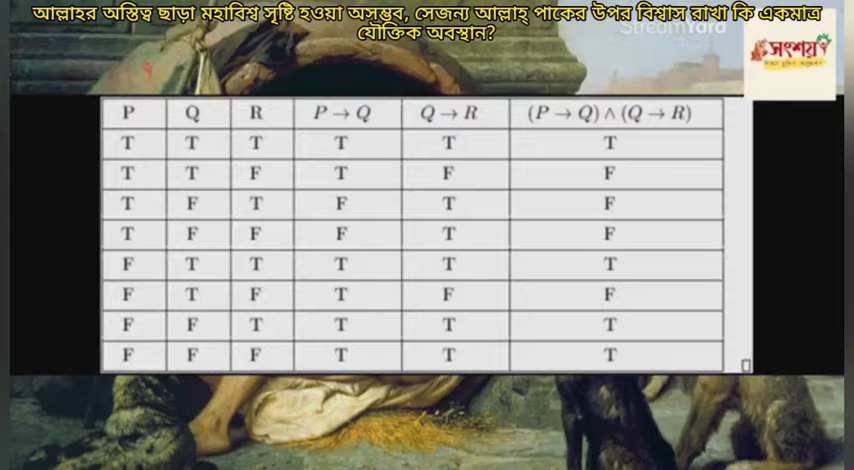 আল্লাহর অস্তিত্ব ছাড়া মহাবিশ্ব সৃষ্টি হওয়া অসম্ভব, সেজন্য আল্লাহ্ পাকের উপর বিশ্বাস রাখা কি একমাত্র
যৌক্তিক অবস্থান?
StreamYard
সংশয়
P Q R P → Q Q → R (P → Q) ∧ (Q → R)
T T T T T T
T T F T F F
T F T F T F
T F F F T F
F T T T T T
F T F T F F
F F T T T T
F F F T T T